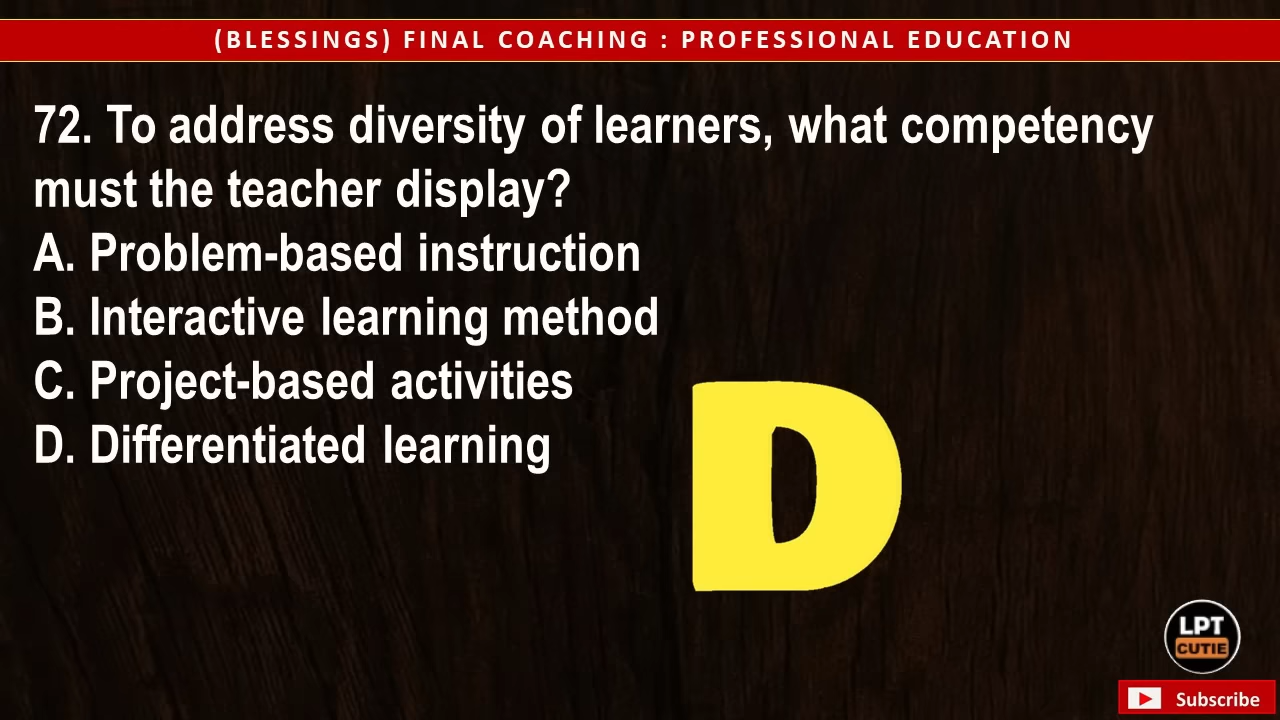 (BLESSINGS) FINAL COACHING : PROFESSIONAL EDUCATION
72. To address diversity of learners, what competency
must the teacher display?
A. Problem-based instruction
B. Interactive learning method
C. Project-based activities
D. Differentiated learning
D
LPT
CUTIE
Subscribe